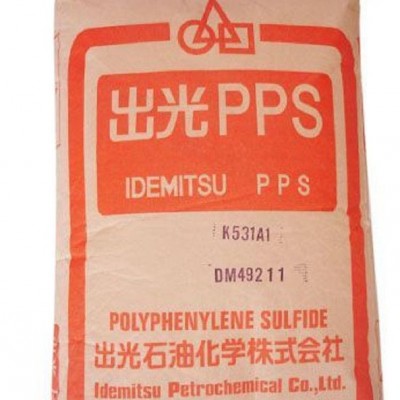 出光PPS
IDEMITSU PPS
K531A1
DM49211
POLYPHENYLENE SULFIDE
出光石油化学株式会社
Idemitsu Petrochemical Co.,Ltd.